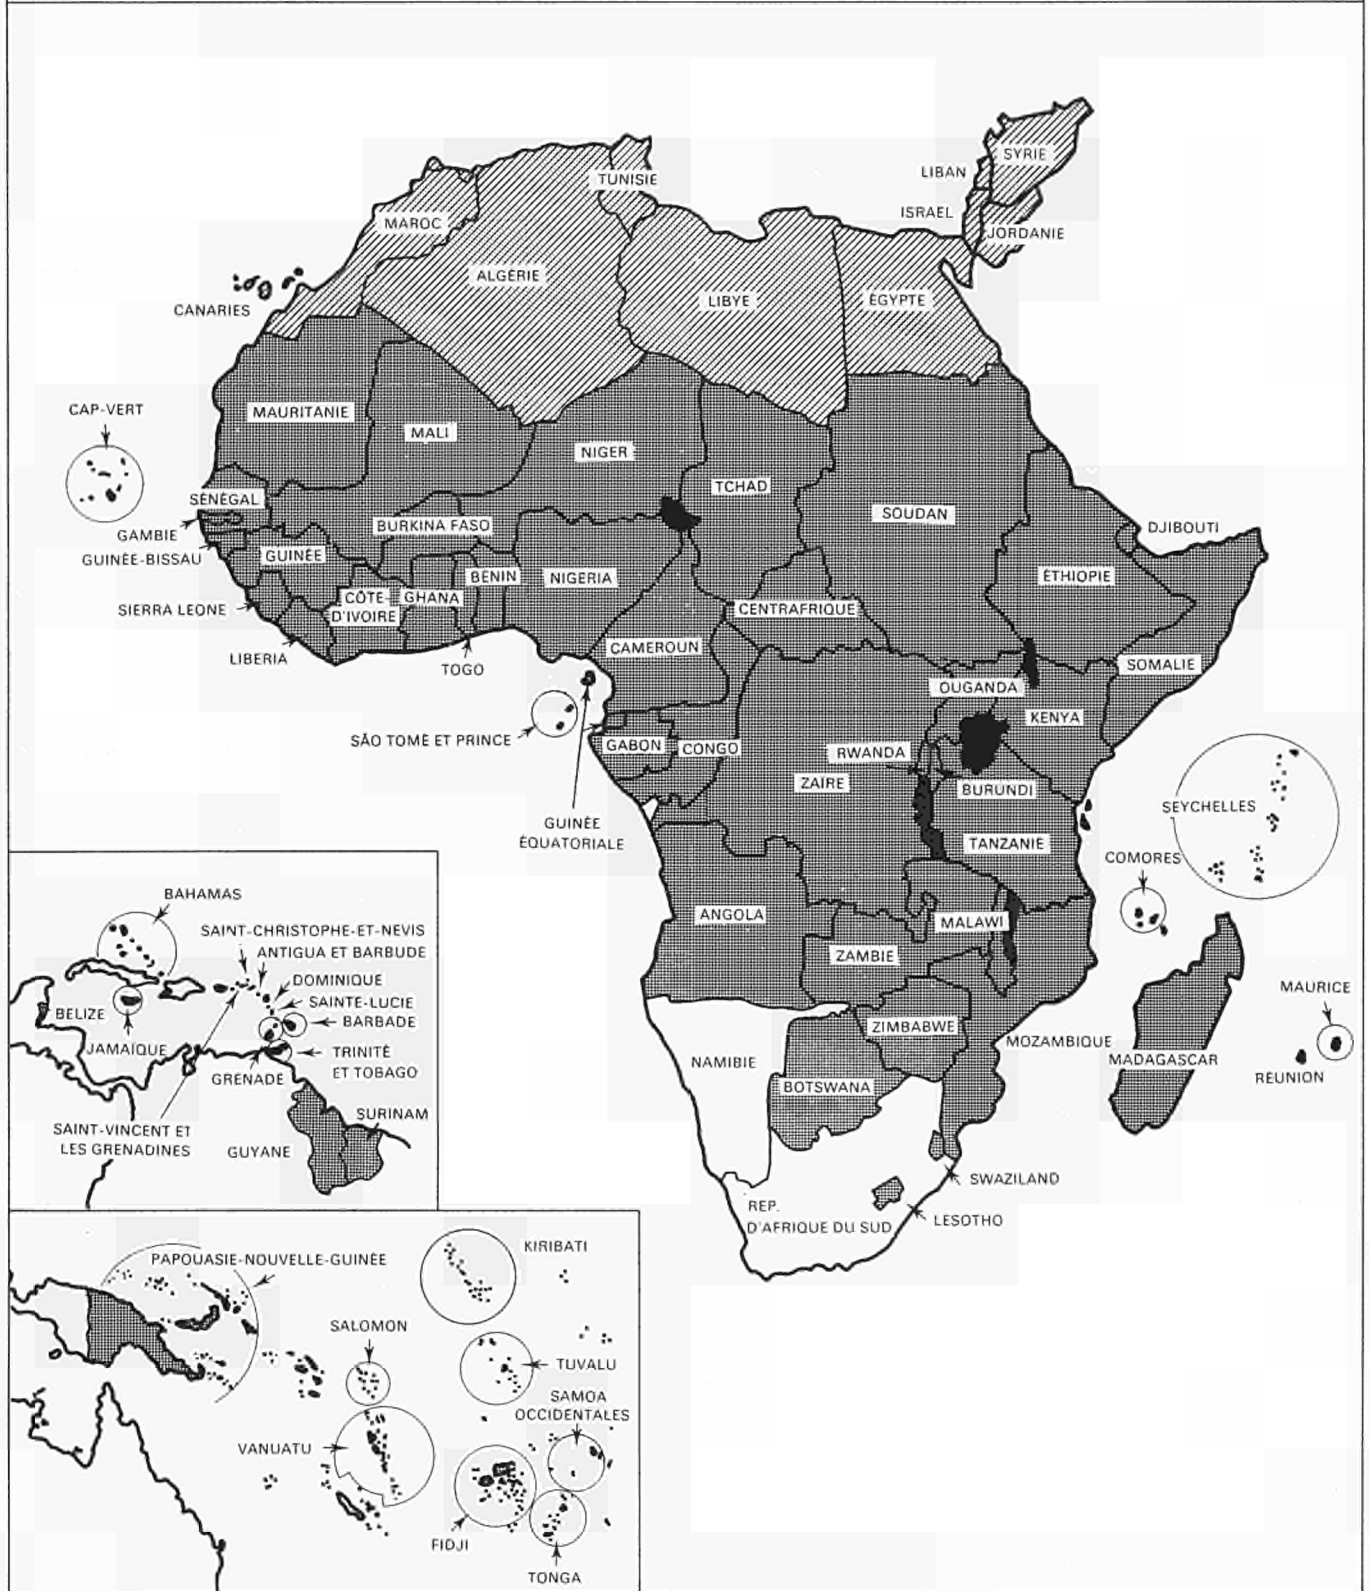 SYRIE
LIBAN
TUNISIE
ISRAEL
MAROC
JORDANIE
ALGÉRIE
LIBYE
ÉGYPTE
CANARIES
CAP-VERT
MAURITANIE
MALI
NIGER
TCHAD
SÉNÉGAL
SOUDAN
BURKINA FASO
DJIBOUTI
GAMBIE
GUINÉE-BISSAU
GUINÉE
BÉNIN
NIGERIA
ÉTHIOPIE
CÔTE-
D'IVOIRE
GHANA
SIERRA LEONE
CENTRAFRIQUE
LIBERIA
TOGO
CAMEROUN
SOMALIE
OUGANDA
KENYA
SÃO TOMÉ ET PRINCE
GABON
CONGO
RWANDA
ZAIRE
BURUNDI
SEYCHELLES
GUINÉE
ÉQUATORIALE
TANZANIE
COMORES
ANGOLA
MALAWI
ZAMBIE
MAURICE
ZIMBABWE
MOZAMBIQUE
NAMIBIE
MADAGASCAR
RÉUNION
BOTSWANA
SWAZILAND
REP.
D'AFRIQUE DU SUD
LESOTHO
BAHAMAS
SAINT-CHRISTOPHE-ET-NEVIS
ANTIGUA ET BARBUDE
DOMINIQUE
SAINTE-LUCIE
BELIZE
BARBADE
JAMAÏQUE
TRINITÉ
ET TOBAGO
GRENADE
SURINAM
SAINT-VINCENT ET
LES GRENADINES
GUYANE
PAPOUASIE-NOUVELLE-GUINÉE
KIRIBATI
SALOMON
TUVALU
SAMOA
OCCIDENTALES
VANUATU
FIDJI
TONGA